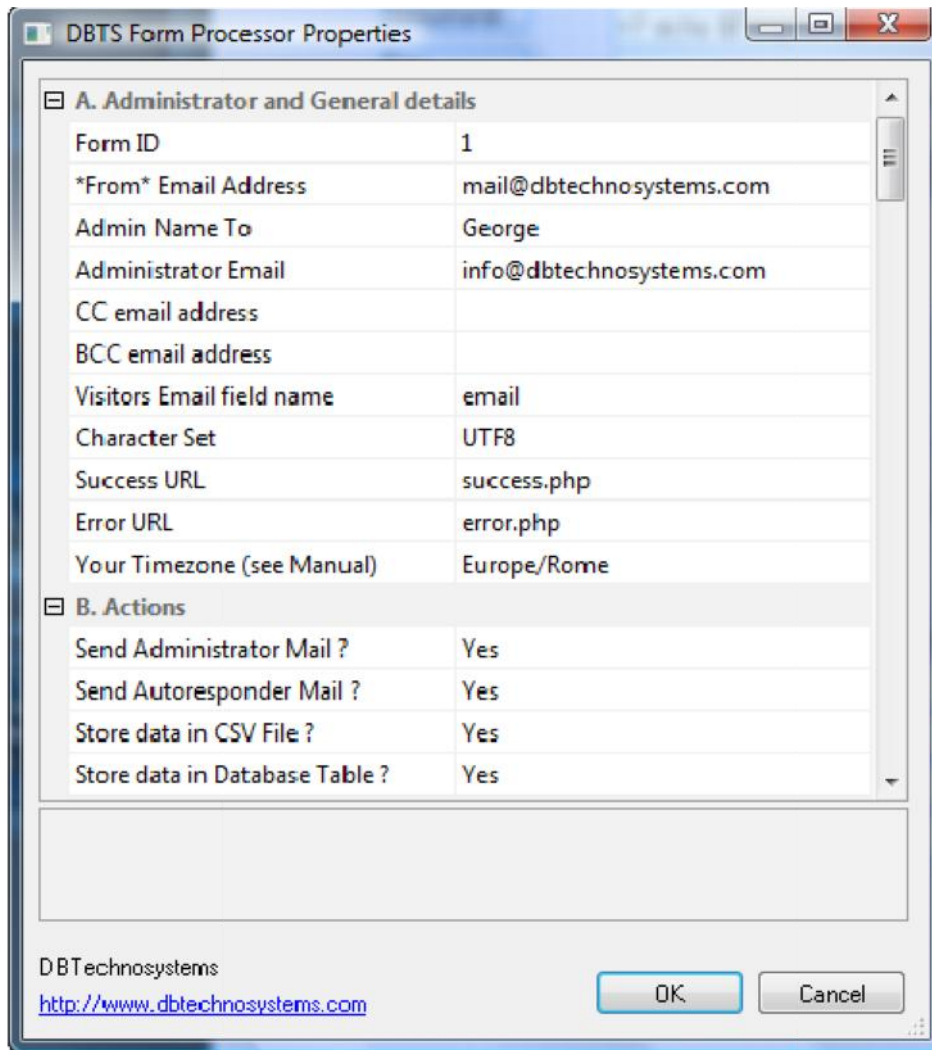 DBTS Form Processor Properties
A. Administrator and General details
Form ID 1
*From* Email Address mail@dbtechnosystems.com
Admin Name To George
Administrator Email info@dbtechnosystems.com
CC email address
BCC email address
Visitors Email field name email
Character Set UTF8
Success URL success.php
Error URL error.php
Your Timezone (see Manual) Europe/Rome
B. Actions
Send Administrator Mail ? Yes
Send Autoresponder Mail ? Yes
Store data in CSV File ? Yes
Store data in Database Table ? Yes
DBTechnosystems
http://www.dbtechnosystems.com
OK Cancel